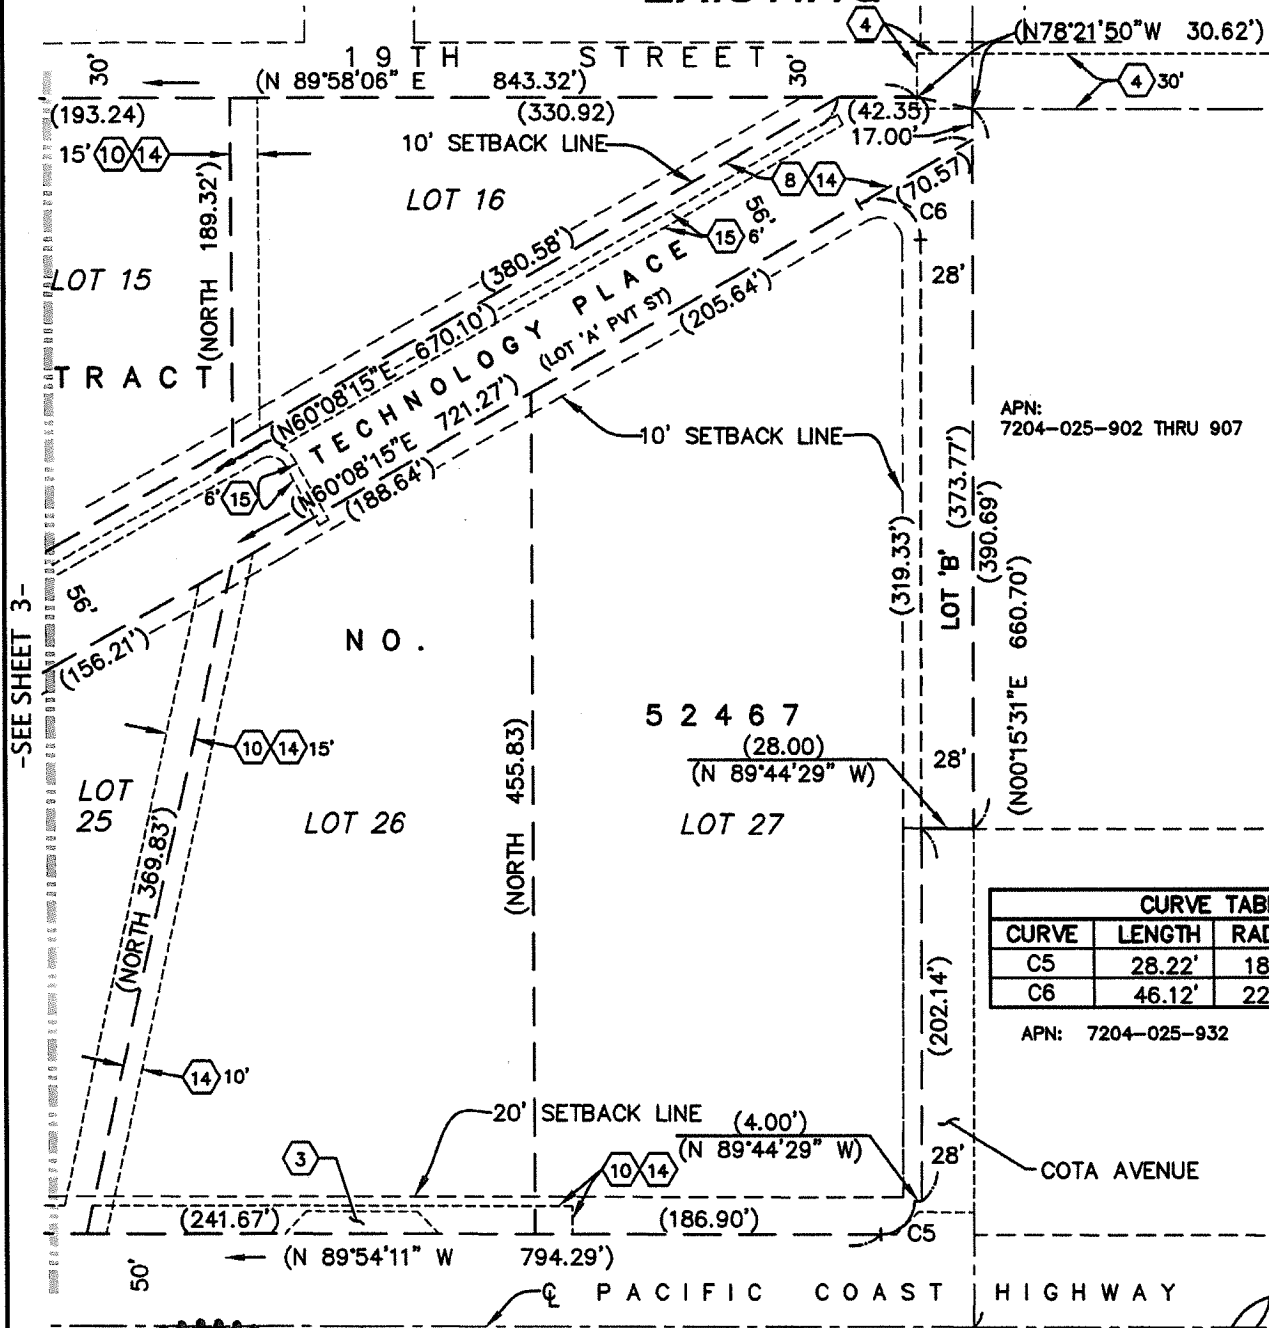 (N78°21'50"W 30.62')
4
19TH STREET
30'
30'
(N 89°58'06" E 843.32')
4 30'
(193.24)
(330.92)
(42.35)
17.00'
15' 10 14
10' SETBACK LINE
8 14
(70.57)
C6
LOT 16
56'
15 6'
(NORTH 189.32')
(380.58')
LOT 15
28'
TECHNOLOGY PLACE
(LOT 'A' PVT ST)
(205.64')
(N60°08'15"E 670.10')
TRACT
(N60°08'15"E 721.27')
10' SETBACK LINE
APN:
7204-025-902 THRU 907
6' 15
(188.64')
(373.77')
(390.69')
LOT 'B'
(319.33')
56'
-SEE SHEET 3-
(156.21')
NO.
(N00°15'31"E 660.70')
52467
(28.00)
(N 89°44'29" W)
28'
10 14 15'
LOT
25
LOT 26
(NORTH 455.83)
LOT 27
(NORTH 369.83')
CURVE
CURVE LENGTH
C5 28.22' 18
C6 46.12' 22
(202.14')
APN: 7204-025-932
14 10'
20' SETBACK LINE
(4.00')
(N 89°44'29" W)
28'
3
10 14
COTA AVENUE
(241.67')
(186.90')
C5
(N 89°54'11" W 794.29')
50'
℄ PACIFIC COAST HIGHWAY